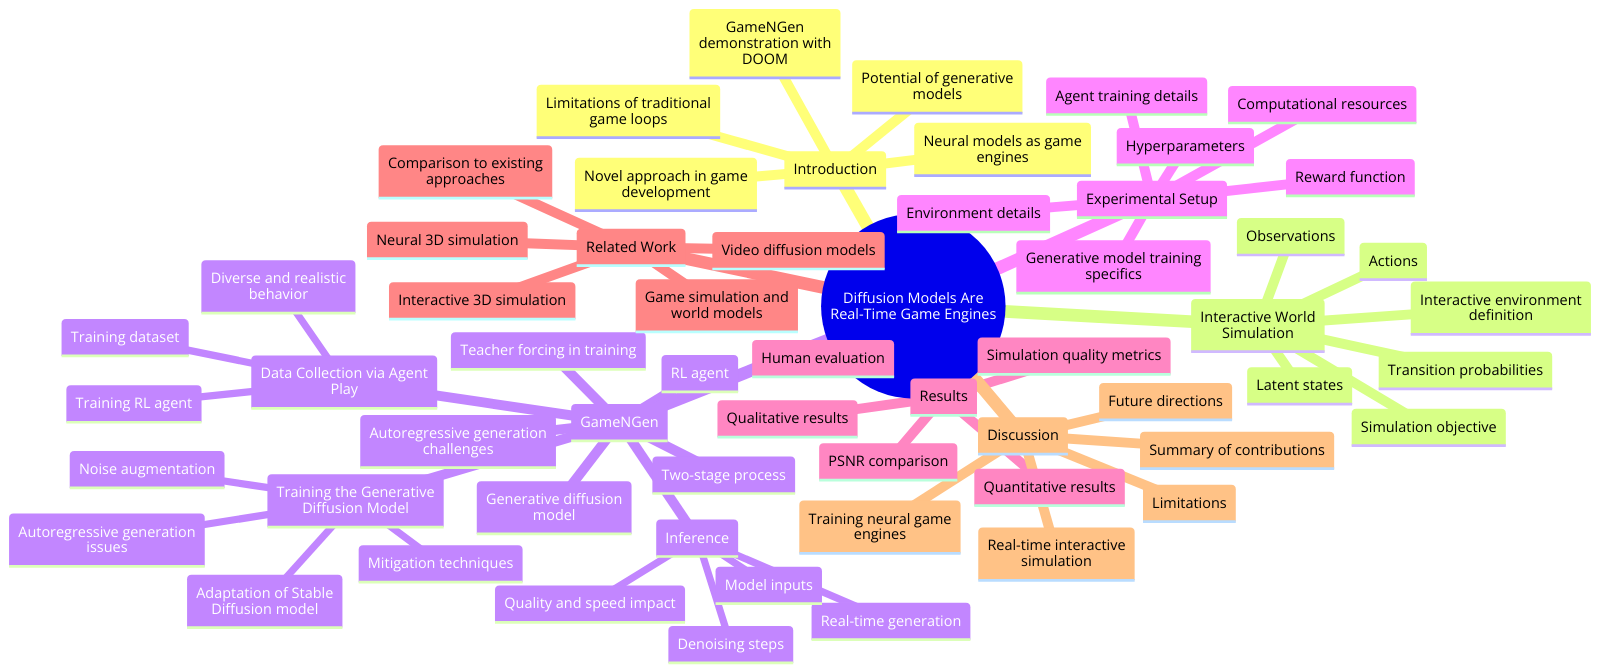 Diffusion Models Are
Real-Time Game Engines
Introduction
GameNGen
demonstration with
DOOM
Potential of generative
models
Limitations of traditional
game loops
Neural models as game
engines
Novel approach in game
development
Related Work
Comparison to existing
approaches
Neural 3D simulation
Video diffusion models
Interactive 3D simulation
Game simulation and
world models
Experimental Setup
Agent training details
Computational resources
Hyperparameters
Reward function
Environment details
Generative model training
specifics
Interactive World
Simulation
Observations
Actions
Interactive environment
definition
Transition probabilities
Latent states
Simulation objective
GameNGen
Teacher forcing in training
RL agent
Autoregressive generation
challenges
Two-stage process
Generative diffusion
model
Data Collection via Agent
Play
Diverse and realistic
behavior
Training dataset
Training RL agent
Training the Generative
Diffusion Model
Noise augmentation
Autoregressive generation
issues
Adaptation of Stable
Diffusion model
Mitigation techniques
Inference
Quality and speed impact
Model inputs
Real-time generation
Denoising steps
Results
Human evaluation
Simulation quality metrics
Qualitative results
PSNR comparison
Quantitative results
Discussion
Future directions
Summary of contributions
Limitations
Training neural game
engines
Real-time interactive
simulation